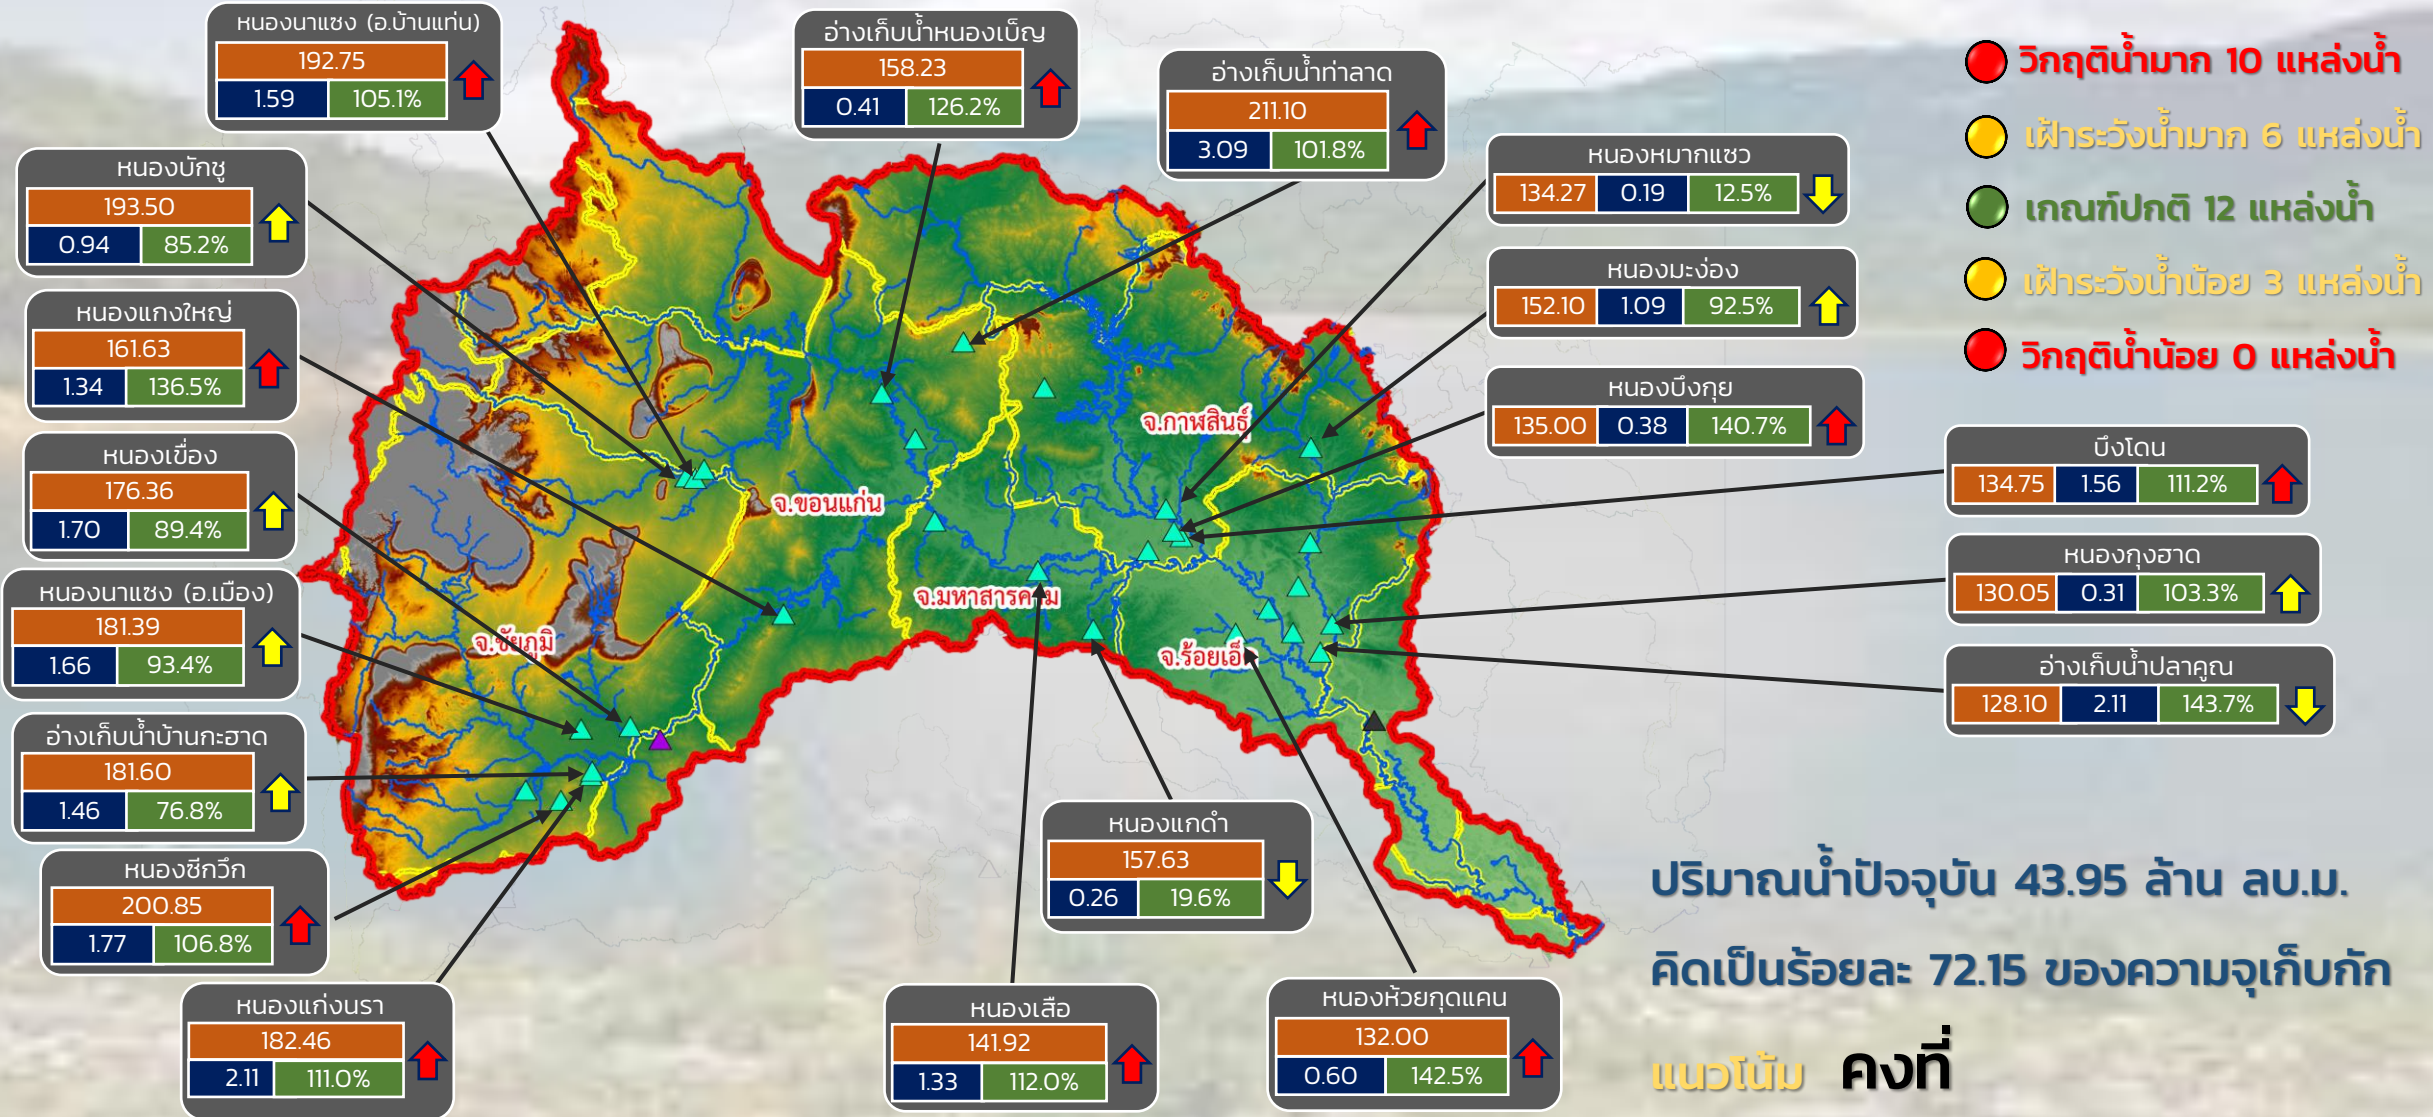 หนองนาแซง (อ.บ้านแท่น)
192.75
1.59 105.1%
อ่างเก็บน้ำหนองเบ็ญ
158.23
0.41 126.2%
อ่างเก็บน้ำท่าลาด
211.10
3.09 101.8%
วิกฤติน้ำมาก 10 แหล่งน้ำ
เฝ้าระวังน้ำมาก 6 แหล่งน้ำ
เกณฑ์ปกติ 12 แหล่งน้ำ
เฝ้าระวังน้ำน้อย 3 แหล่งน้ำ
วิกฤติน้ำน้อย 0 แหล่งน้ำ
หนองบักชู
193.50
0.94 85.2%
หนองแกงใหญ่
161.63
1.34 136.5%
หนองเขื่อง
176.36
1.70 89.4%
หนองนาแซง (อ.เมือง)
181.39
1.66 93.4%
อ่างเก็บน้ำบ้านกะฮาด
181.60
1.46 76.8%
หนองซีกวึก
200.85
1.77 106.8%
หนองแก่งนรา
182.46
2.11 111.0%
หนองหมากแซว
134.27 0.19 12.5%
หนองมะง่อง
152.10 1.09 92.5%
หนองบึงกุย
135.00 0.38 140.7%
บึงโดน
134.75 1.56 111.2%
หนองกุงฮาด
130.05 0.31 103.3%
อ่างเก็บน้ำปลาคูณ
128.10 2.11 143.7%
จ.กาฬสินธุ์
จ.ขอนแก่น
จ.มหาสารคาม
จ.ชัยภูมิ
จ.ร้อยเอ็
หนองแกดำ
157.63
0.26 19.6%
หนองเสือ
141.92
1.33 112.0%
หนองห้วยกุดแคน
132.00
0.60 142.5%
ปริมาณน้ำปัจจุบัน 43.95 ล้าน ลบ.ม.
คิดเป็นร้อยละ 72.15 ของความจุเก็บกัก
แนวโน้ม คงที่